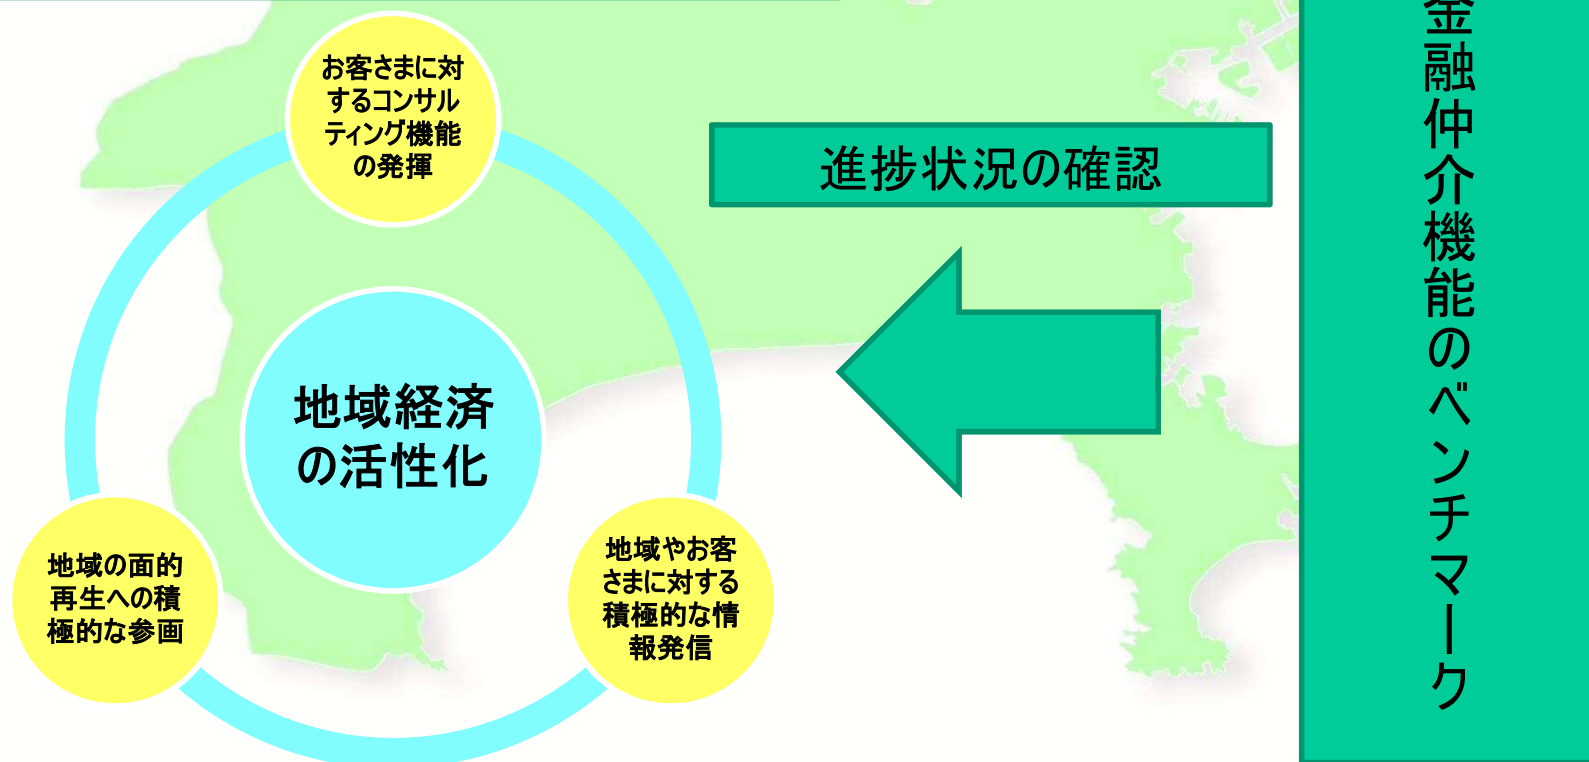 お客さまに対
するコンサル
ティング機能
の発揮
進捗状況の確認
地域経済
の活性化
地域の面的
再生への積
極的な参画
地域やお客
さまに対する
積極的な情
報発信
金融仲介機能のベンチマーク